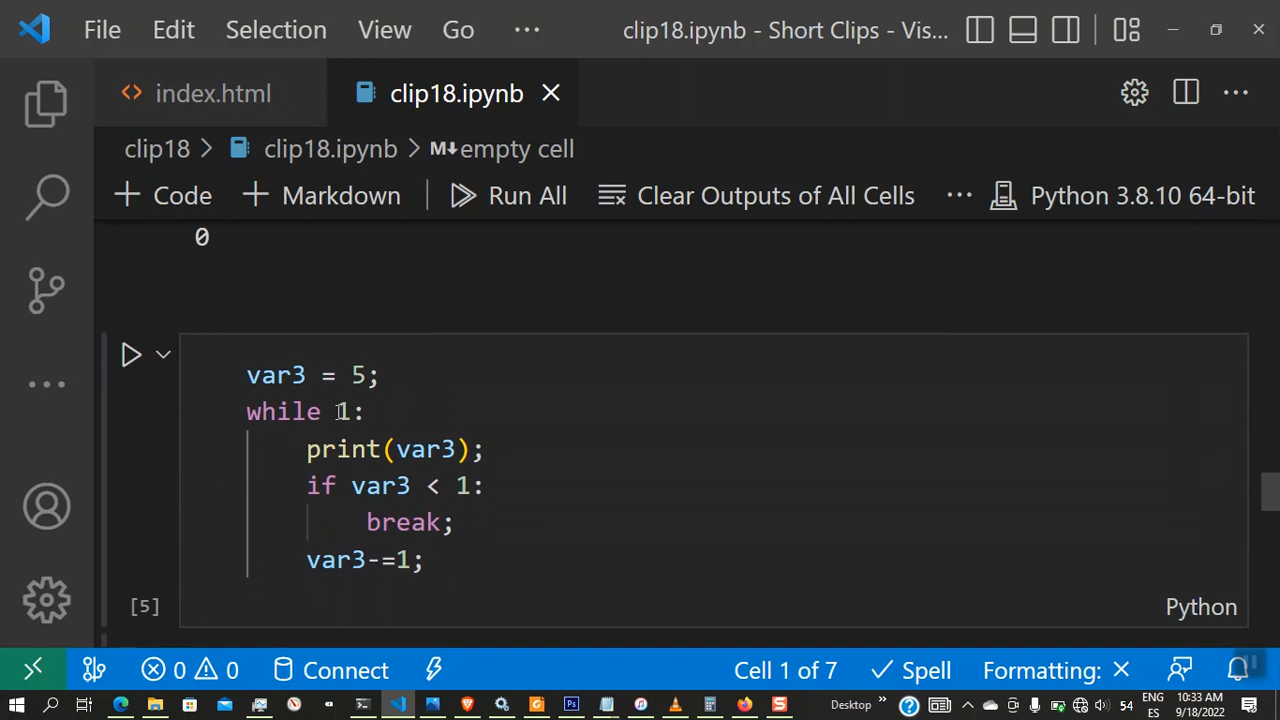 File Edit Selection View Go ··· clip18.ipynb - Short Clips - Vis...
index.html clip18.ipynb
clip18 > clip18.ipynb > M↓ empty cell
+ Code + Markdown Run All Clear Outputs of All Cells ··· Python 3.8.10 64-bit
0
var3 = 5;
while 1:
print(var3);
if var3 < 1:
break;
var3-=1;
[5] Python
0 0 Connect Cell 1 of 7 Spell Formatting:
Desktop » 54 ENG 10:33 AM
ES 9/18/2022